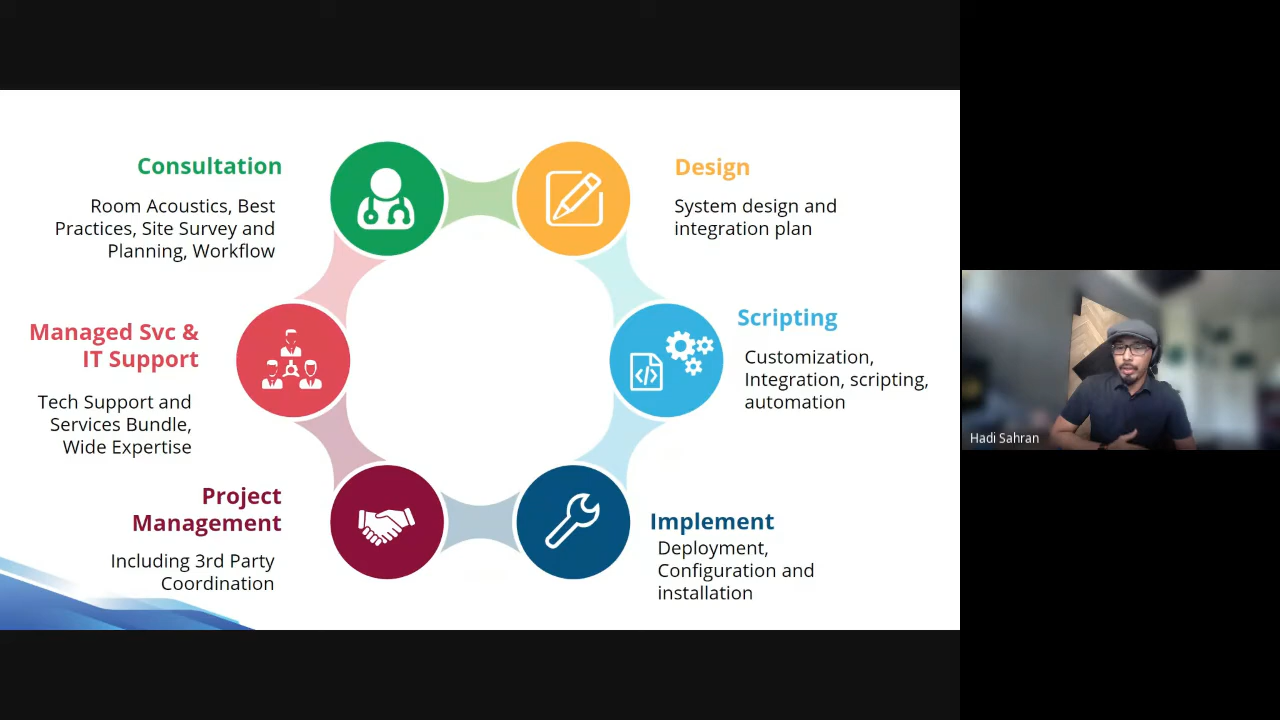 Consultation
Room Acoustics, Best
Practices, Site Survey and
Planning, Workflow
Design
System design and
integration plan
Managed Svc &
IT Support
Tech Support and
Services Bundle,
Wide Expertise
Scripting
Customization,
Integration, scripting,
automation
Project
Management
Including 3rd Party
Coordination
Implement
Deployment,
Configuration and
installation
Hadi Sahran